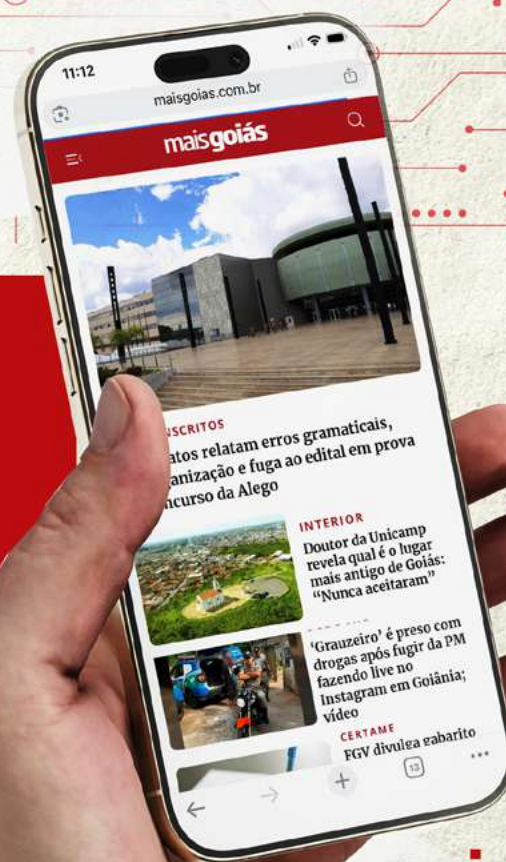 11:12
maisgoias.com.br
maisgoiás
NSCRITOS
atos relatam erros gramaticais,
anização e fuga ao edital em prova
ncurso da Alego
INTERIOR
Doutor da Unicamp
revela qual é o lugar
mais antigo de Goiás:
“Nunca aceitaram”
‘Grauzeiro’ é preso com
drogas após fugir da PM
fazendo live no
Instagram em Goiânia;
vídeo
CERTAME
FGV divulga gabarito
13